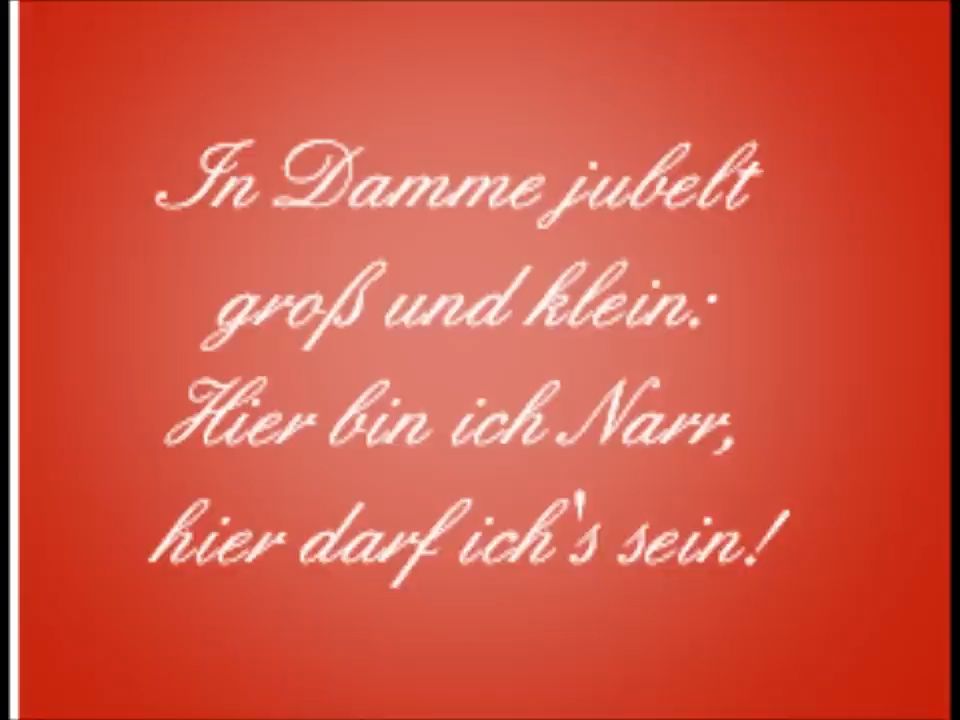 In Damme jubelt
groß und klein:
Hier bin ich Narr,
hier darf ich's sein!